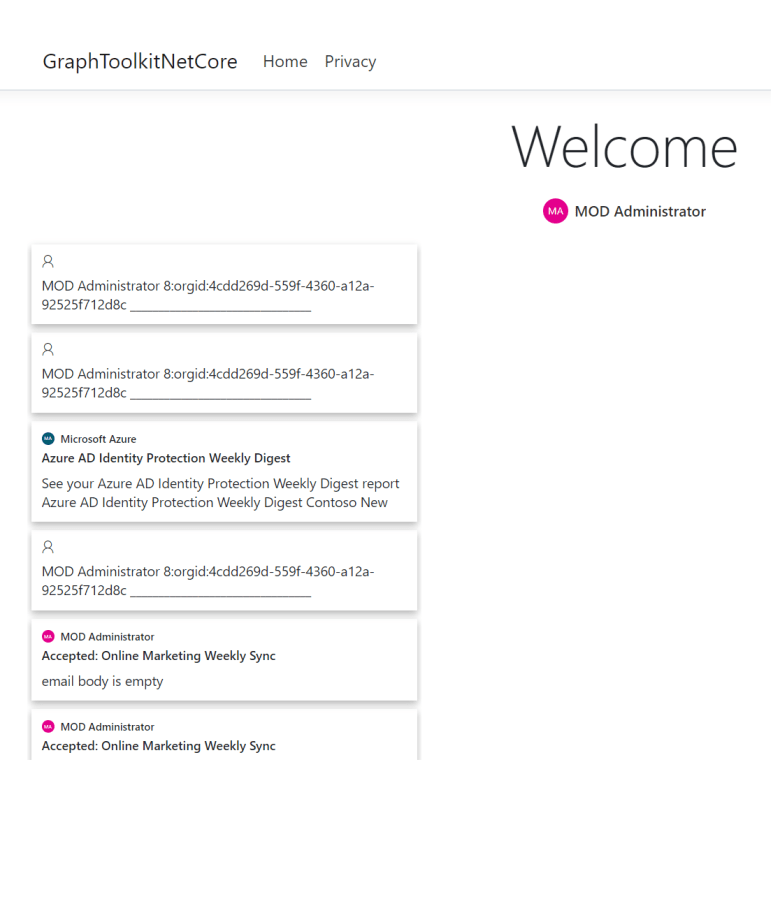 GraphToolkitNetCore Home Privacy
Welcome
MA MOD Administrator
MOD Administrator 8:orgid:4cdd269d-559f-4360-a12a-
92525f712d8c ______________________________
MOD Administrator 8:orgid:4cdd269d-559f-4360-a12a-
92525f712d8c ______________________________
MA Microsoft Azure
Azure AD Identity Protection Weekly Digest
See your Azure AD Identity Protection Weekly Digest report
Azure AD Identity Protection Weekly Digest Contoso New
MOD Administrator 8:orgid:4cdd269d-559f-4360-a12a-
92525f712d8c ______________________________
MA MOD Administrator
Accepted: Online Marketing Weekly Sync
email body is empty
MA MOD Administrator
Accepted: Online Marketing Weekly Sync